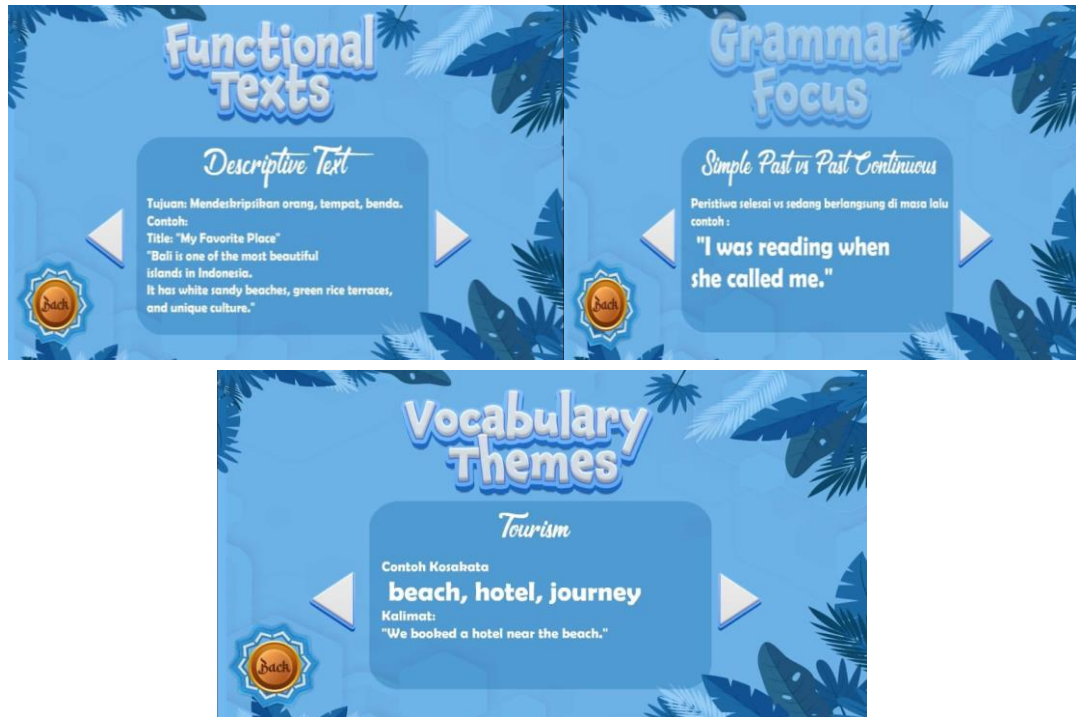 Functional
Texts
Descriptive Text
Tujuan: Mendeskripsikan orang, tempat, benda.
Contoh:
Title: "My Favorite Place"
"Bali is one of the most beautiful
islands in Indonesia.
It has white sandy beaches, green rice terraces,
and unique culture."
Back
Grammar
Focus
Simple Past vs Past Continuous
Peristiwa selesai vs sedang berlangsung di masa lalu
contoh :
"I was reading when
she called me."
Back
Vocabulary
Themes
Tourism
Contoh Kosakata
beach, hotel, journey
Kalimat:
"We booked a hotel near the beach."
Back